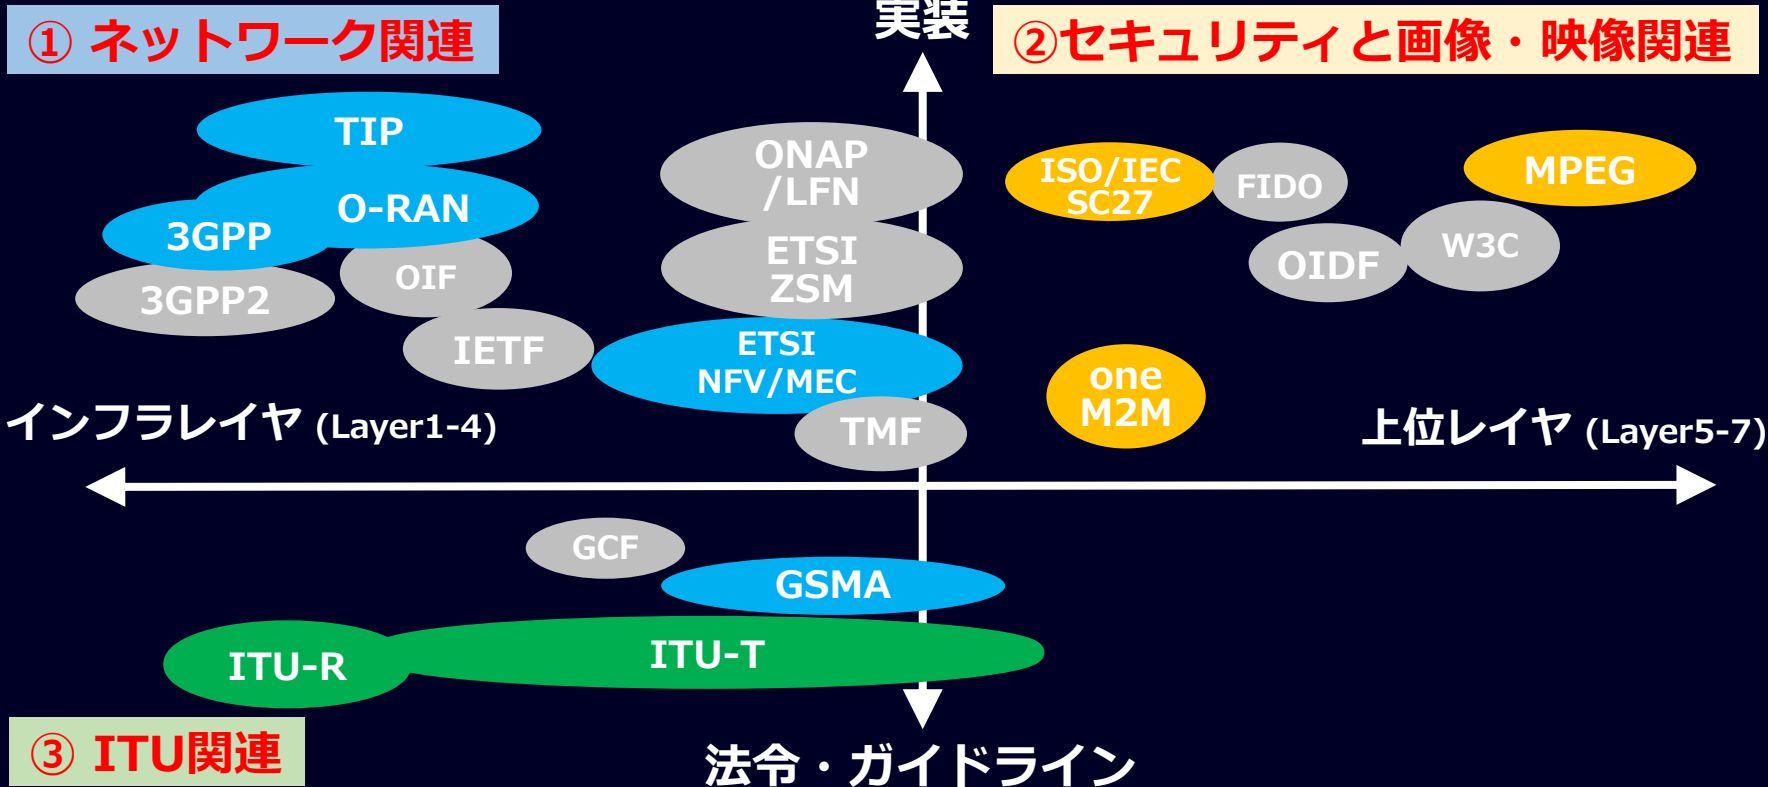 実装
① ネットワーク関連
②セキュリティと画像・映像関連
TIP
ONAP
/LFN
ISO/IEC
SC27
FIDO
MPEG
O-RAN
3GPP
OIF
3GPP2
ETSI
ZSM
OIDF
W3C
IETF
ETSI
NFV/MEC
one
M2M
TMF
インフラレイヤ (Layer1-4)
上位レイヤ (Layer5-7)
GCF
GSMA
ITU-R
ITU-T
③ ITU関連
法令・ガイドライン